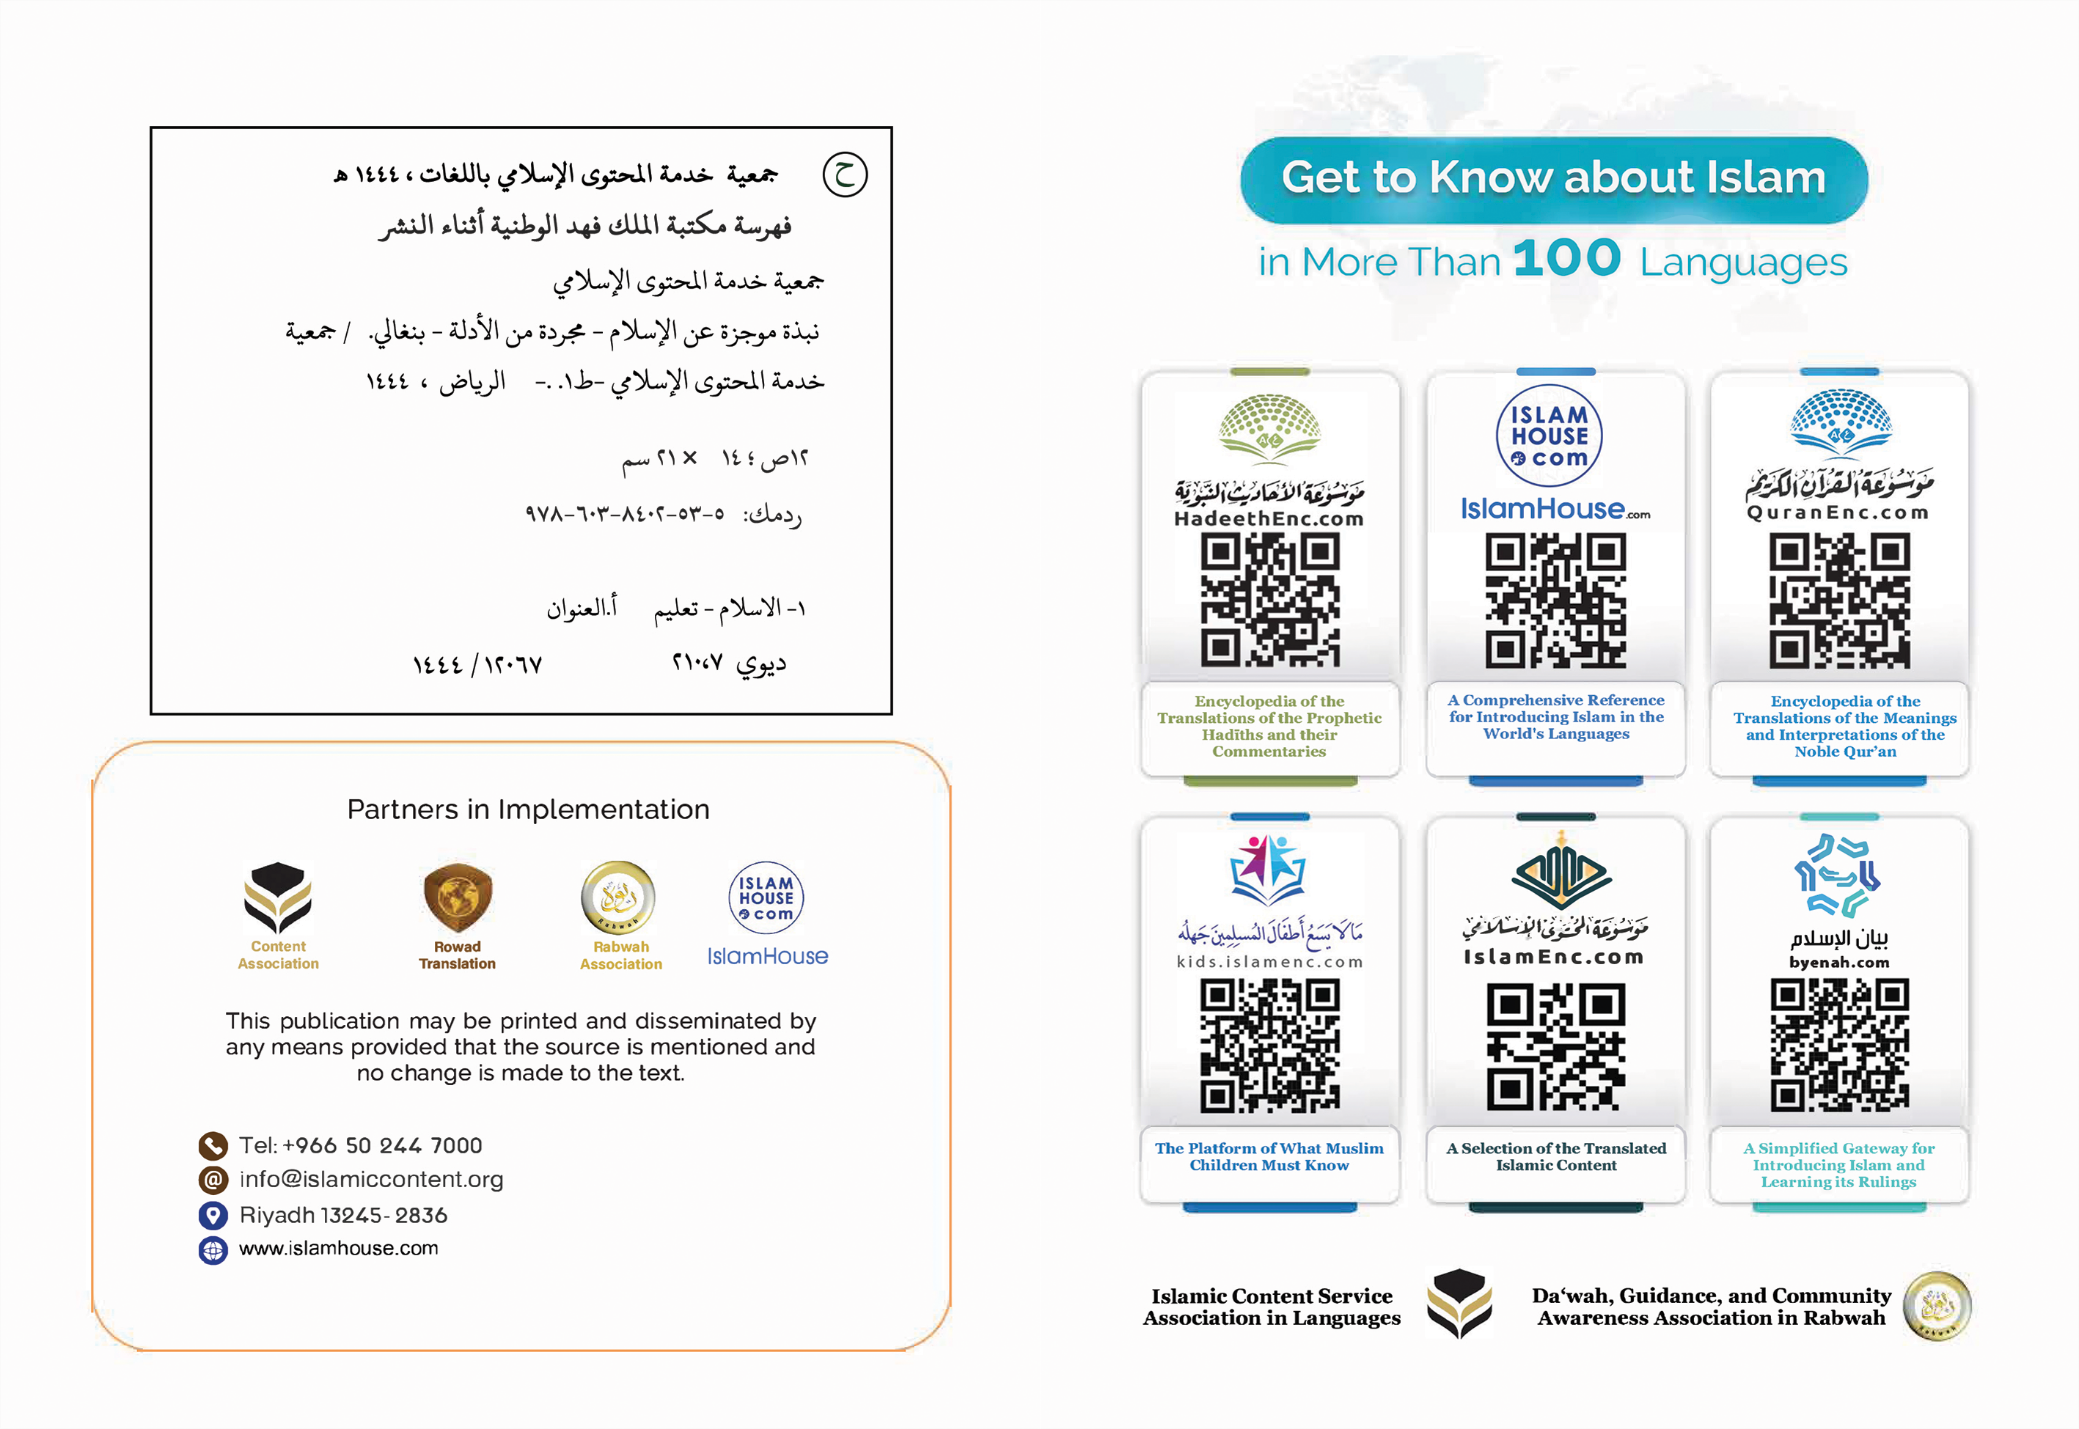 ح
جمعية خدمة المحتوى الإسلامي باللغات ، ١٤٤٤ هـ
فهرسة مكتبة الملك فهد الوطنية أثناء النشر
جمعية خدمة المحتوى الإسلامي
نبذة موجزة عن الإسلام - مجردة من الأدلة - بنغالي. / جمعية
خدمة المحتوى الإسلامي -ط١. .- الرياض ، ١٤٤٤
١٢ص ؛ ١٤ × ٢١ سم
ردمك: ٥-٥٣-٨٤٠٢-٦٠٣-٩٧٨
١- الاسلام - تعليم أ.العنوان
ديوي ٢١٠،٧ ١٢٠٦٧ / ١٤٤٤
Partners in Implementation
Content
Association
Rowad
Translation
Rabwah
Rabwah
Association
ISLAM
HOUSE
com
IslamHouse
This publication may be printed and disseminated by
any means provided that the source is mentioned and
no change is made to the text.
Tel: +966 50 244 7000
info@islamiccontent.org
Riyadh 13245- 2836
www.islamhouse.com
Get to Know about Islam
in More Than 100 Languages
موسوعة الأحاديث النبوية
HadeethEnc.com
Encyclopedia of the
Translations of the Prophetic
Hadīths and their
Commentaries
ISLAM
HOUSE
com
IslamHouse.com
A Comprehensive Reference
for Introducing Islam in the
World's Languages
موسوعة القرآن الكريم
QuranEnc.com
Encyclopedia of the
Translations of the Meanings
and Interpretations of the
Noble Qur’an
مَا لَا يَسَعُ أَطْفَالَ المُسلِمِينَ جَهلُه
kids.islamenc.com
The Platform of What Muslim
Children Must Know
موسوعة المحتوى الإسلامي
IslamEnc.com
A Selection of the Translated
Islamic Content
بيان الإسلام
byenah.com
A Simplified Gateway for
Introducing Islam and
Learning its Rulings
Islamic Content Service
Association in Languages
Da‘wah, Guidance, and Community
Awareness Association in Rabwah
Rabwah